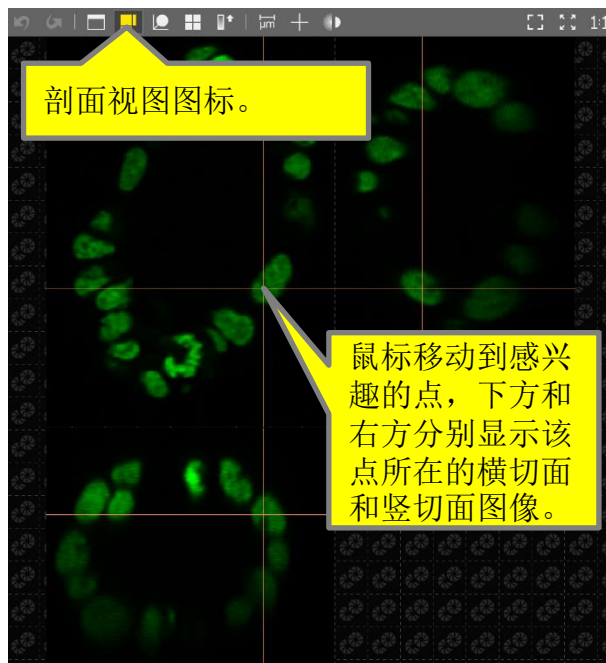 μm
1:1
剖面视图图标。
鼠标移动到感兴
趣的点，下方和
右方分别显示该
点所在的横切面
和竖切面图像。